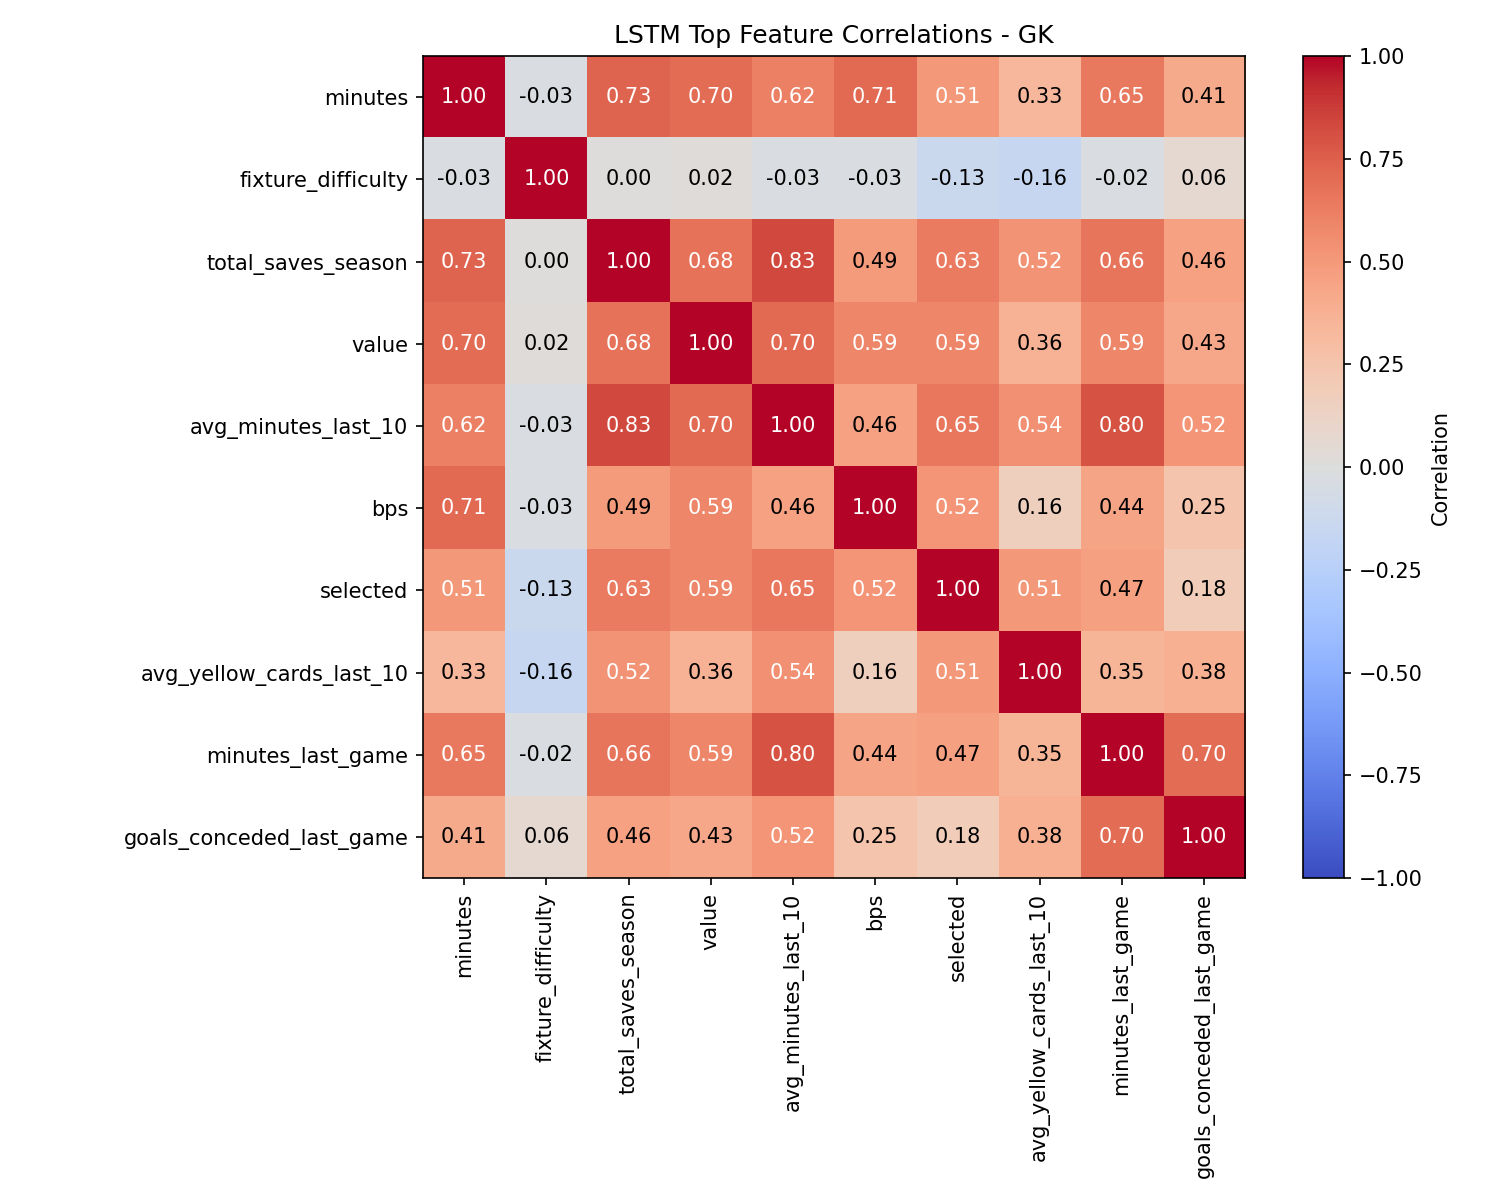 LSTM Top Feature Correlations - GK
minutes 1.00 -0.03 0.73 0.70 0.62 0.71 0.51 0.33 0.65 0.41
fixture_difficulty -0.03 1.00 0.00 0.02 -0.03 -0.03 -0.13 -0.16 -0.02 0.06
total_saves_season 0.73 0.00 1.00 0.68 0.83 0.49 0.63 0.52 0.66 0.46
value 0.70 0.02 0.68 1.00 0.70 0.59 0.59 0.36 0.59 0.43
avg_minutes_last_10 0.62 -0.03 0.83 0.70 1.00 0.46 0.65 0.54 0.80 0.52
bps 0.71 -0.03 0.49 0.59 0.46 1.00 0.52 0.16 0.44 0.25
selected 0.51 -0.13 0.63 0.59 0.65 0.52 1.00 0.51 0.47 0.18
avg_yellow_cards_last_10 0.33 -0.16 0.52 0.36 0.54 0.16 0.51 1.00 0.35 0.38
minutes_last_game 0.65 -0.02 0.66 0.59 0.80 0.44 0.47 0.35 1.00 0.70
goals_conceded_last_game 0.41 0.06 0.46 0.43 0.52 0.25 0.18 0.38 0.70 1.00
minutes
fixture_difficulty
total_saves_season
value
avg_minutes_last_10
bps
selected
avg_yellow_cards_last_10
minutes_last_game
goals_conceded_last_game
1.00
0.75
0.50
0.25
0.00
−0.25
−0.50
−0.75
−1.00
Correlation